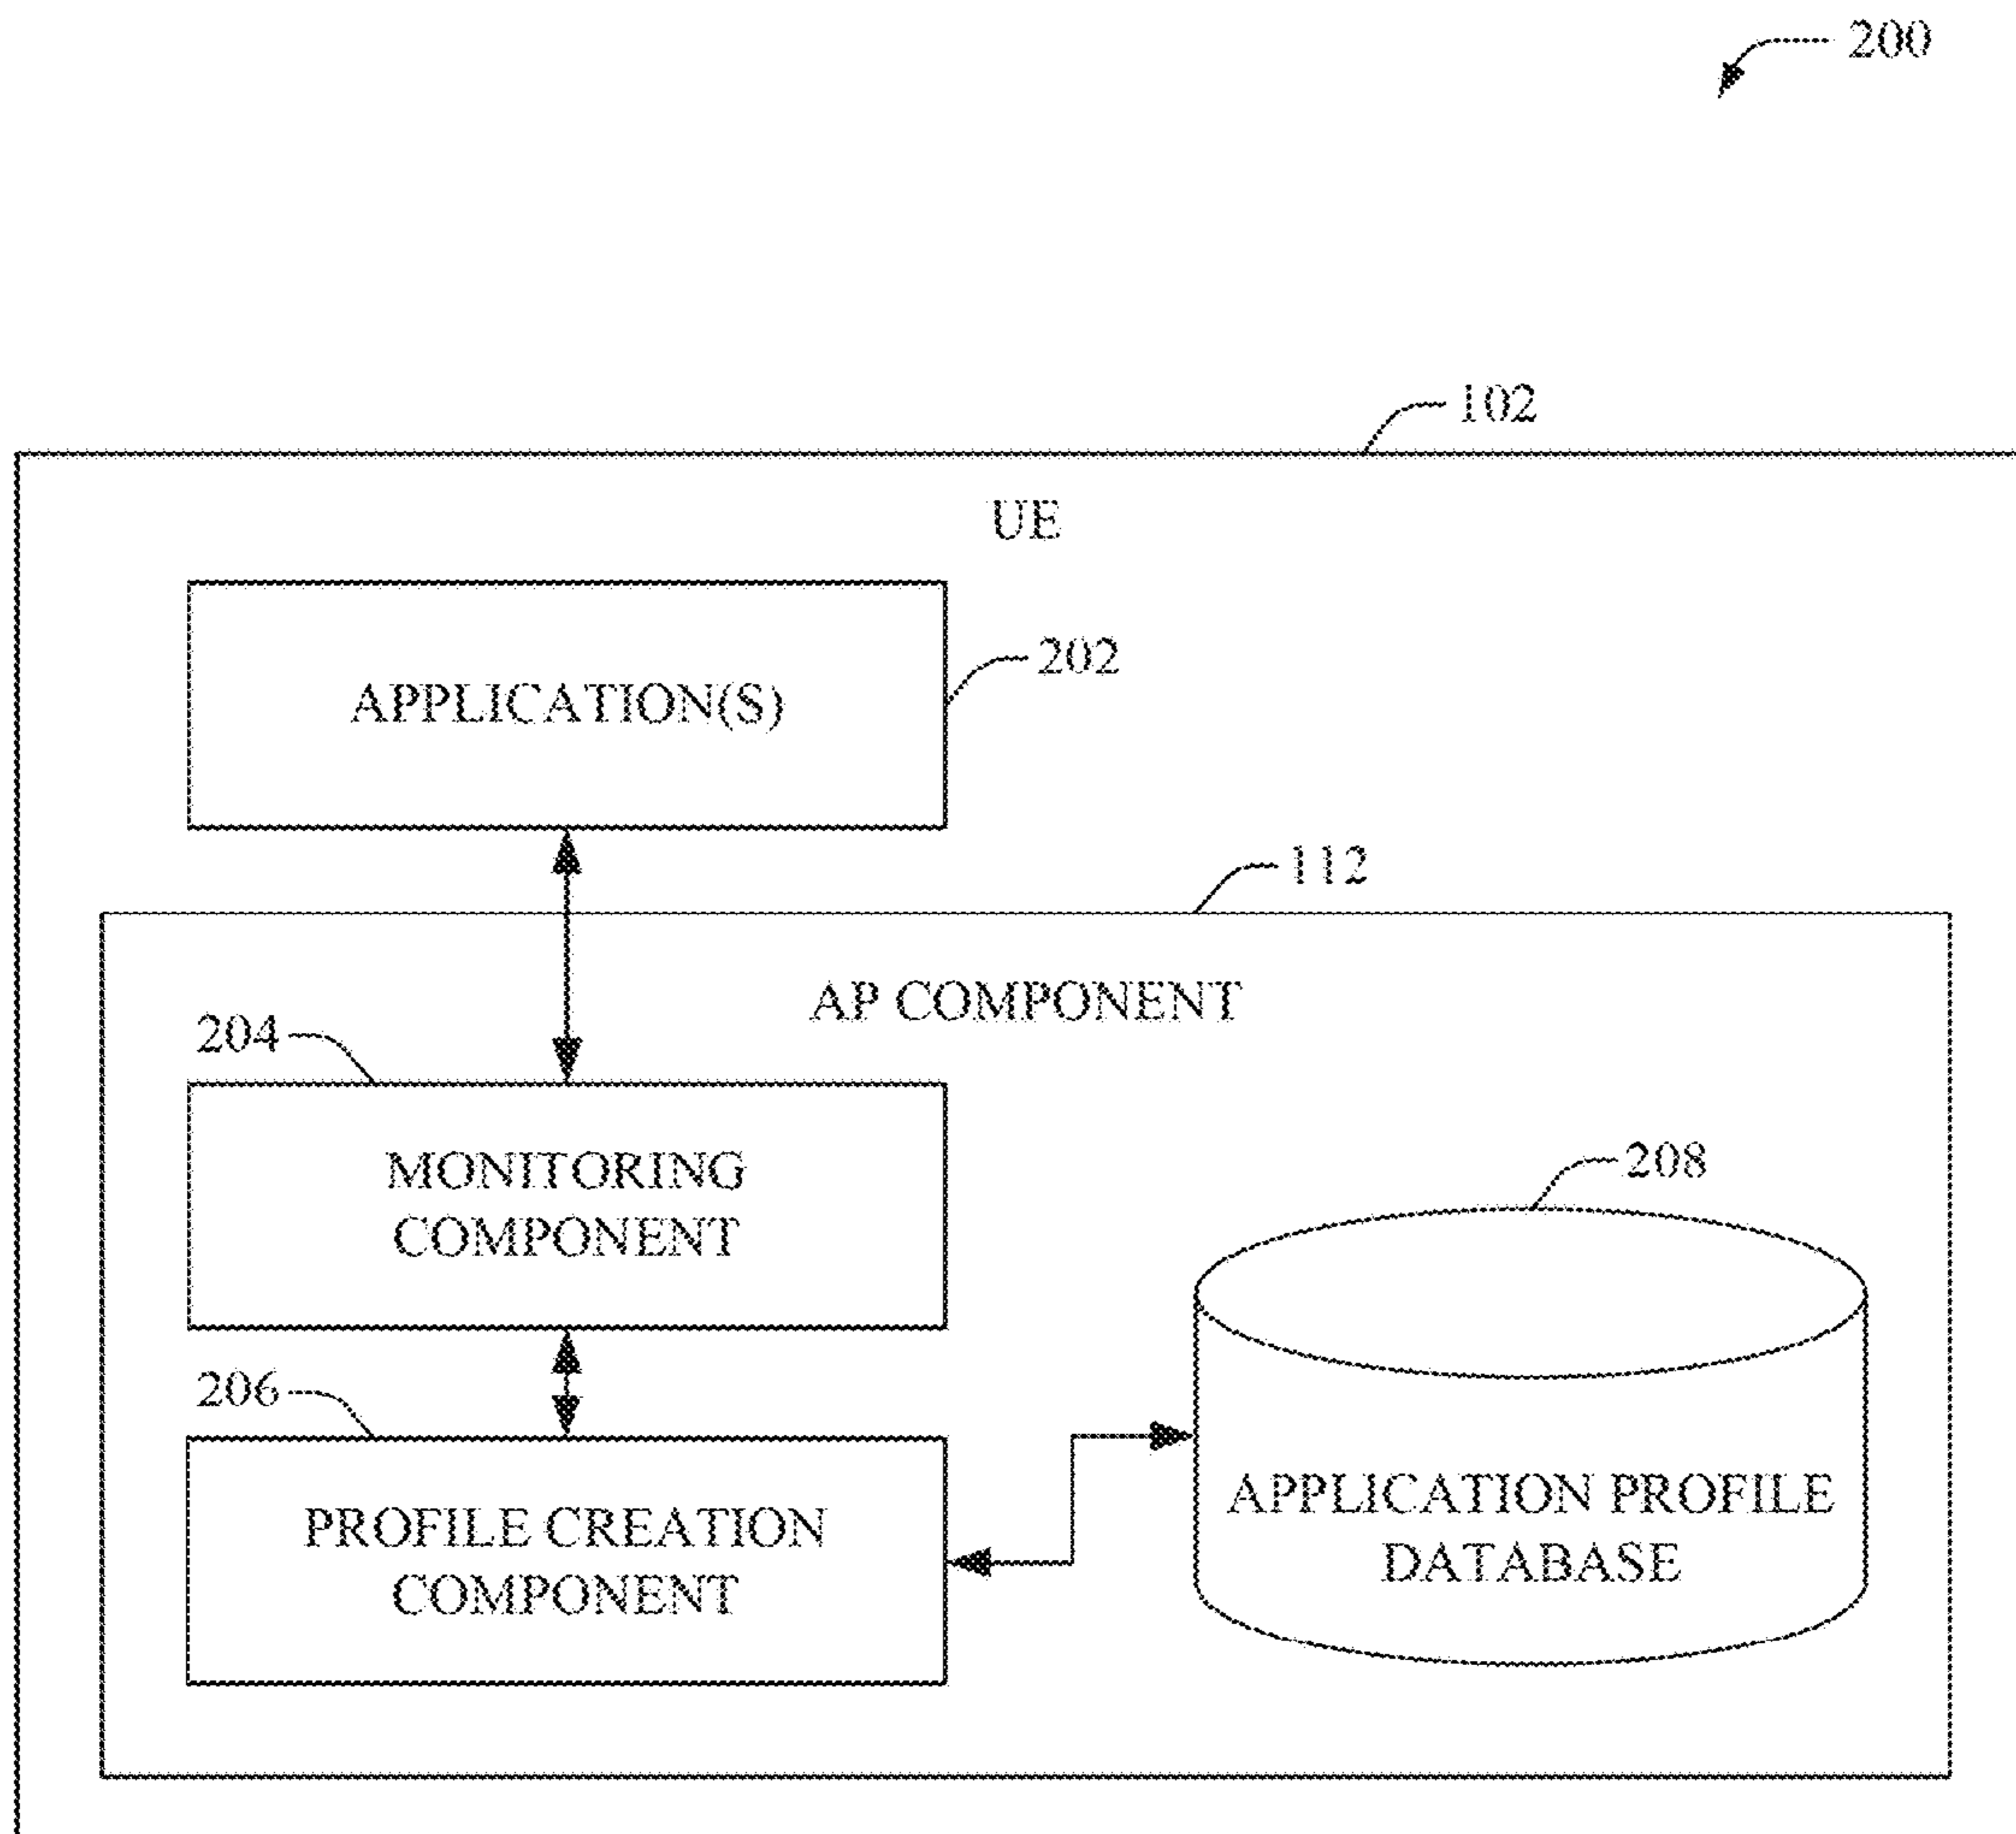 200
102
UE
APPLICATION(S)
202
112
AP COMPONENT
204
MONITORING
COMPONENT
208
206
PROFILE CREATION
COMPONENT
APPLICATION PROFILE
DATABASE